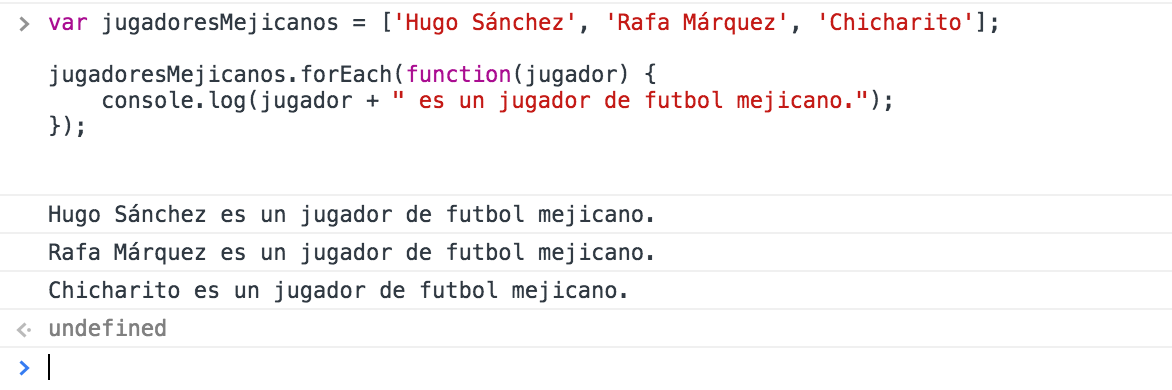 > var jugadoresMejicanos = ['Hugo Sánchez', 'Rafa Márquez', 'Chicharito'];
jugadoresMejicanos.forEach(function(jugador) {
    console.log(jugador + " es un jugador de futbol mejicano.");
});
Hugo Sánchez es un jugador de futbol mejicano.
Rafa Márquez es un jugador de futbol mejicano.
Chicharito es un jugador de futbol mejicano.
undefined
>